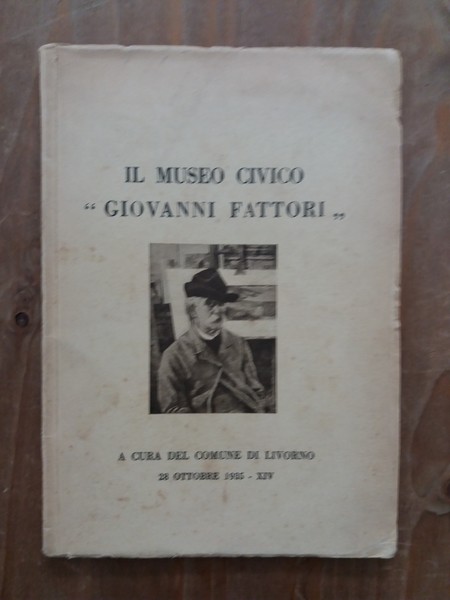 IL MUSEO CIVICO
“ GIOVANNI FATTORI „
A CURA DEL COMUNE DI LIVORNO
28 OTTOBRE 1935 - XIV